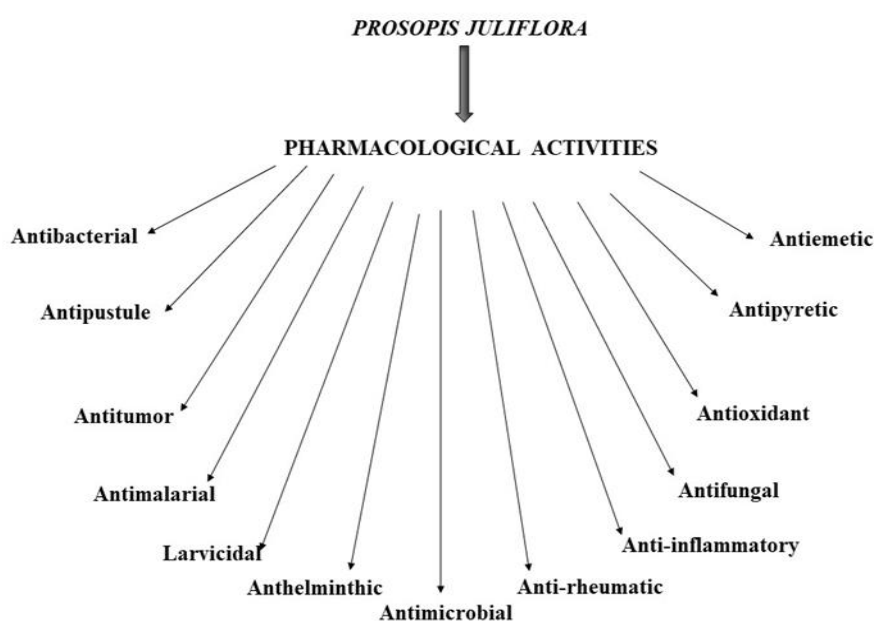 PROSOPIS JULIFLORA
PHARMACOLOGICAL ACTIVITIES
Antibacterial
Antiemetic
Antipustule
Antipyretic
Antitumor
Antioxidant
Antimalarial
Antifungal
Larvicidal
Anti-inflammatory
Anthelminthic
Anti-rheumatic
Antimicrobial